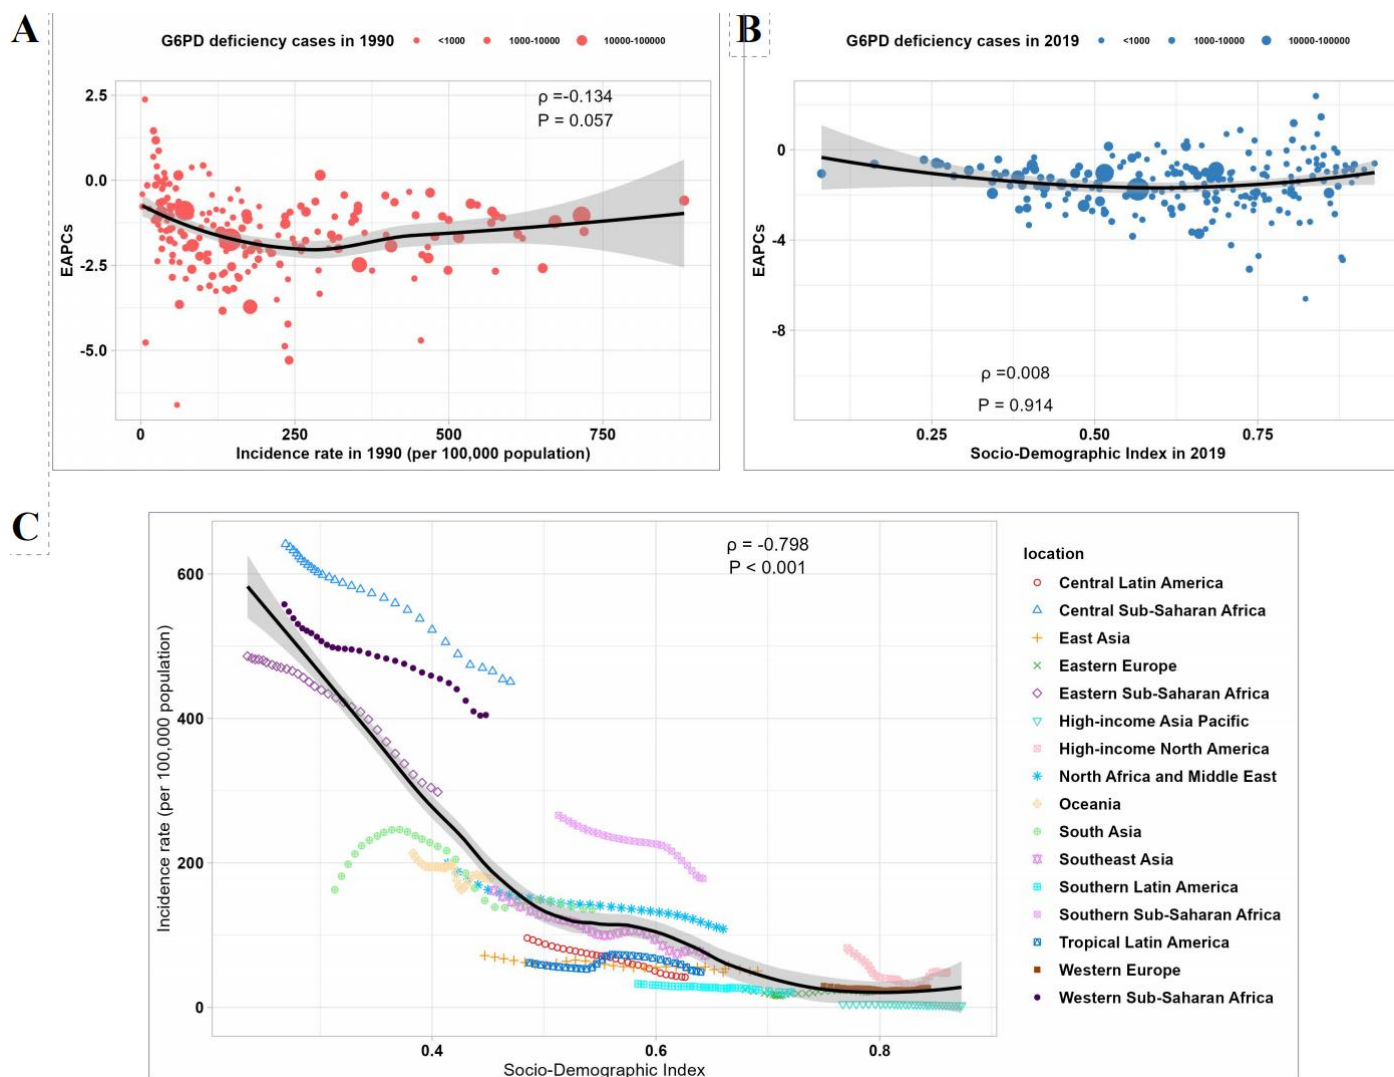 A
G6PD deficiency cases in 1990 <1000 1000-10000 10000-100000
ρ =-0.134
P = 0.057
2.5
0.0
-2.5
-5.0
EAPCs
0 250 500 750
Incidence rate in 1990 (per 100,000 population)
B
G6PD deficiency cases in 2019 <1000 1000-10000 10000-100000
0
-4
-8
EAPCs
ρ =0.008
P = 0.914
0.25 0.50 0.75
Socio-Demographic Index in 2019
C
ρ = -0.798
P < 0.001
600
400
200
0
Incidence rate (per 100,000 population)
0.4 0.6 0.8
Socio-Demographic Index
location
Central Latin America
Central Sub-Saharan Africa
East Asia
Eastern Europe
Eastern Sub-Saharan Africa
High-income Asia Pacific
High-income North America
North Africa and Middle East
Oceania
South Asia
Southeast Asia
Southern Latin America
Southern Sub-Saharan Africa
Tropical Latin America
Western Europe
Western Sub-Saharan Africa